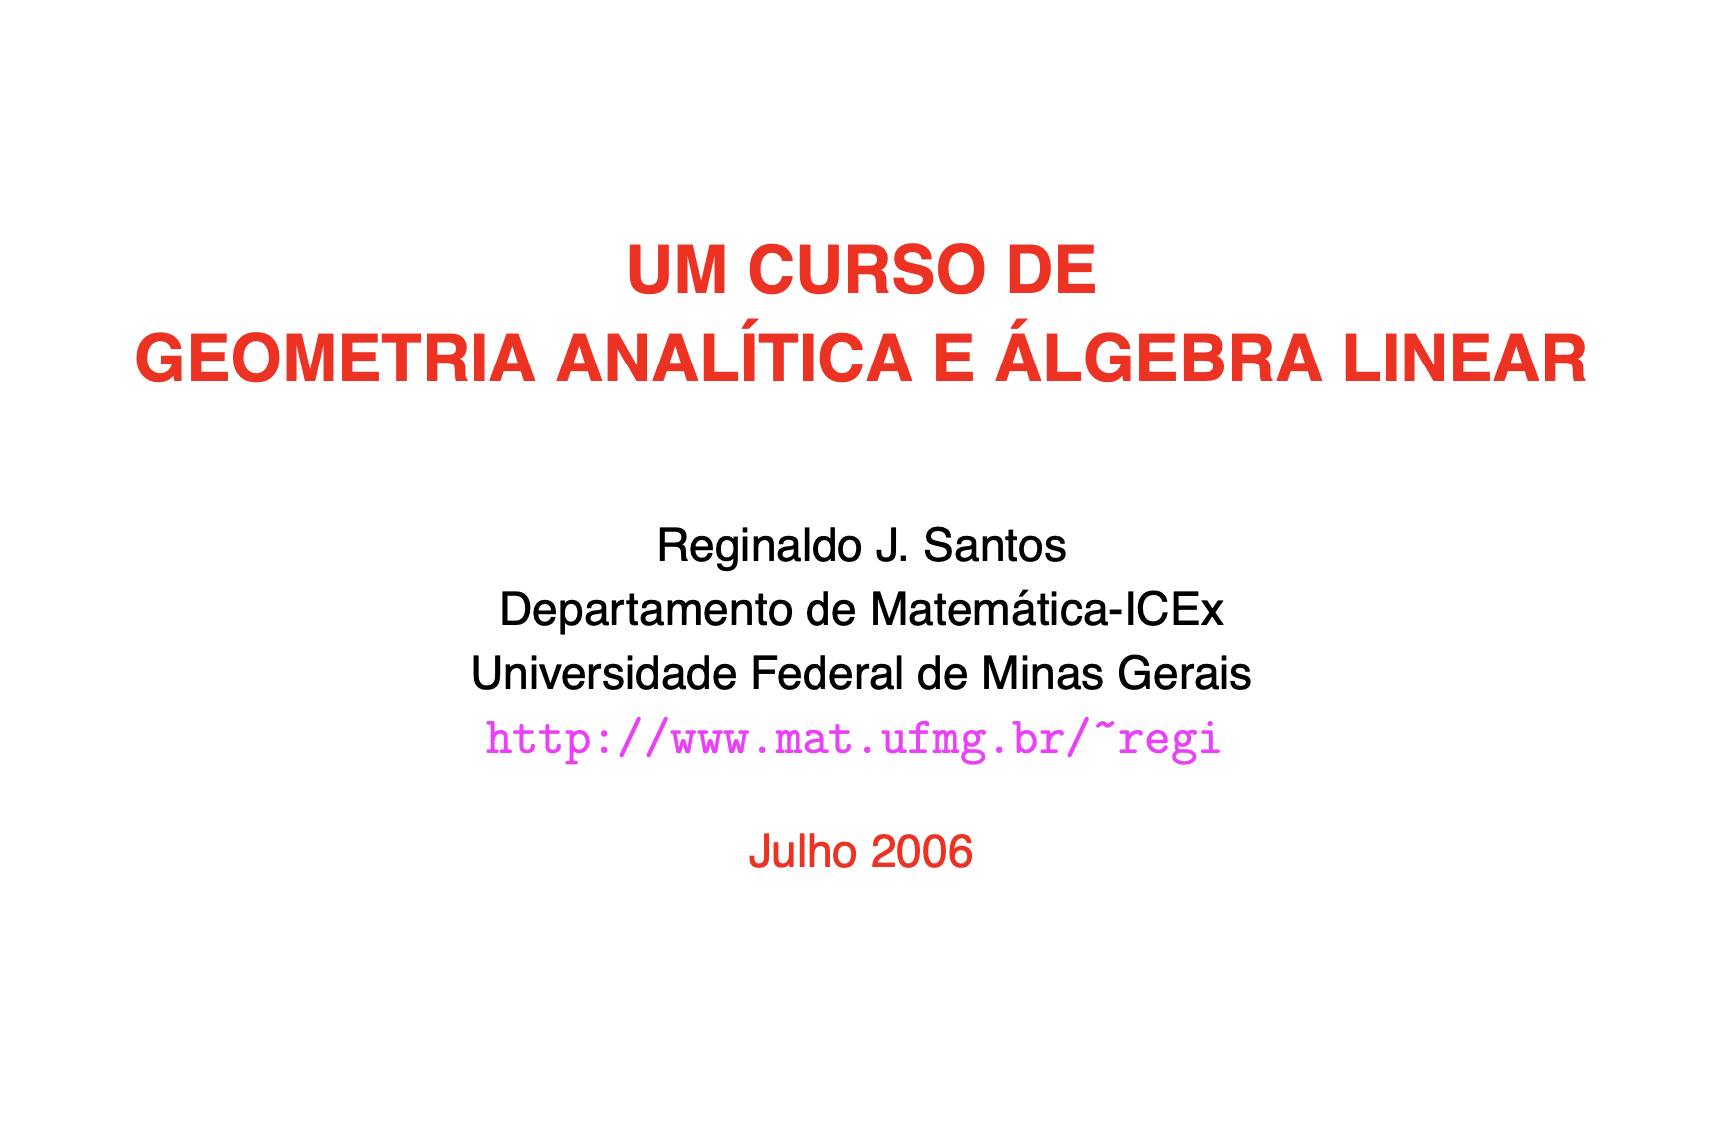 UM CURSO DE
GEOMETRIA ANALÍTICA E ÁLGEBRA LINEAR
Reginaldo J. Santos
Departamento de Matemática-ICEx
Universidade Federal de Minas Gerais
http://www.mat.ufmg.br/~regi
Julho 2006